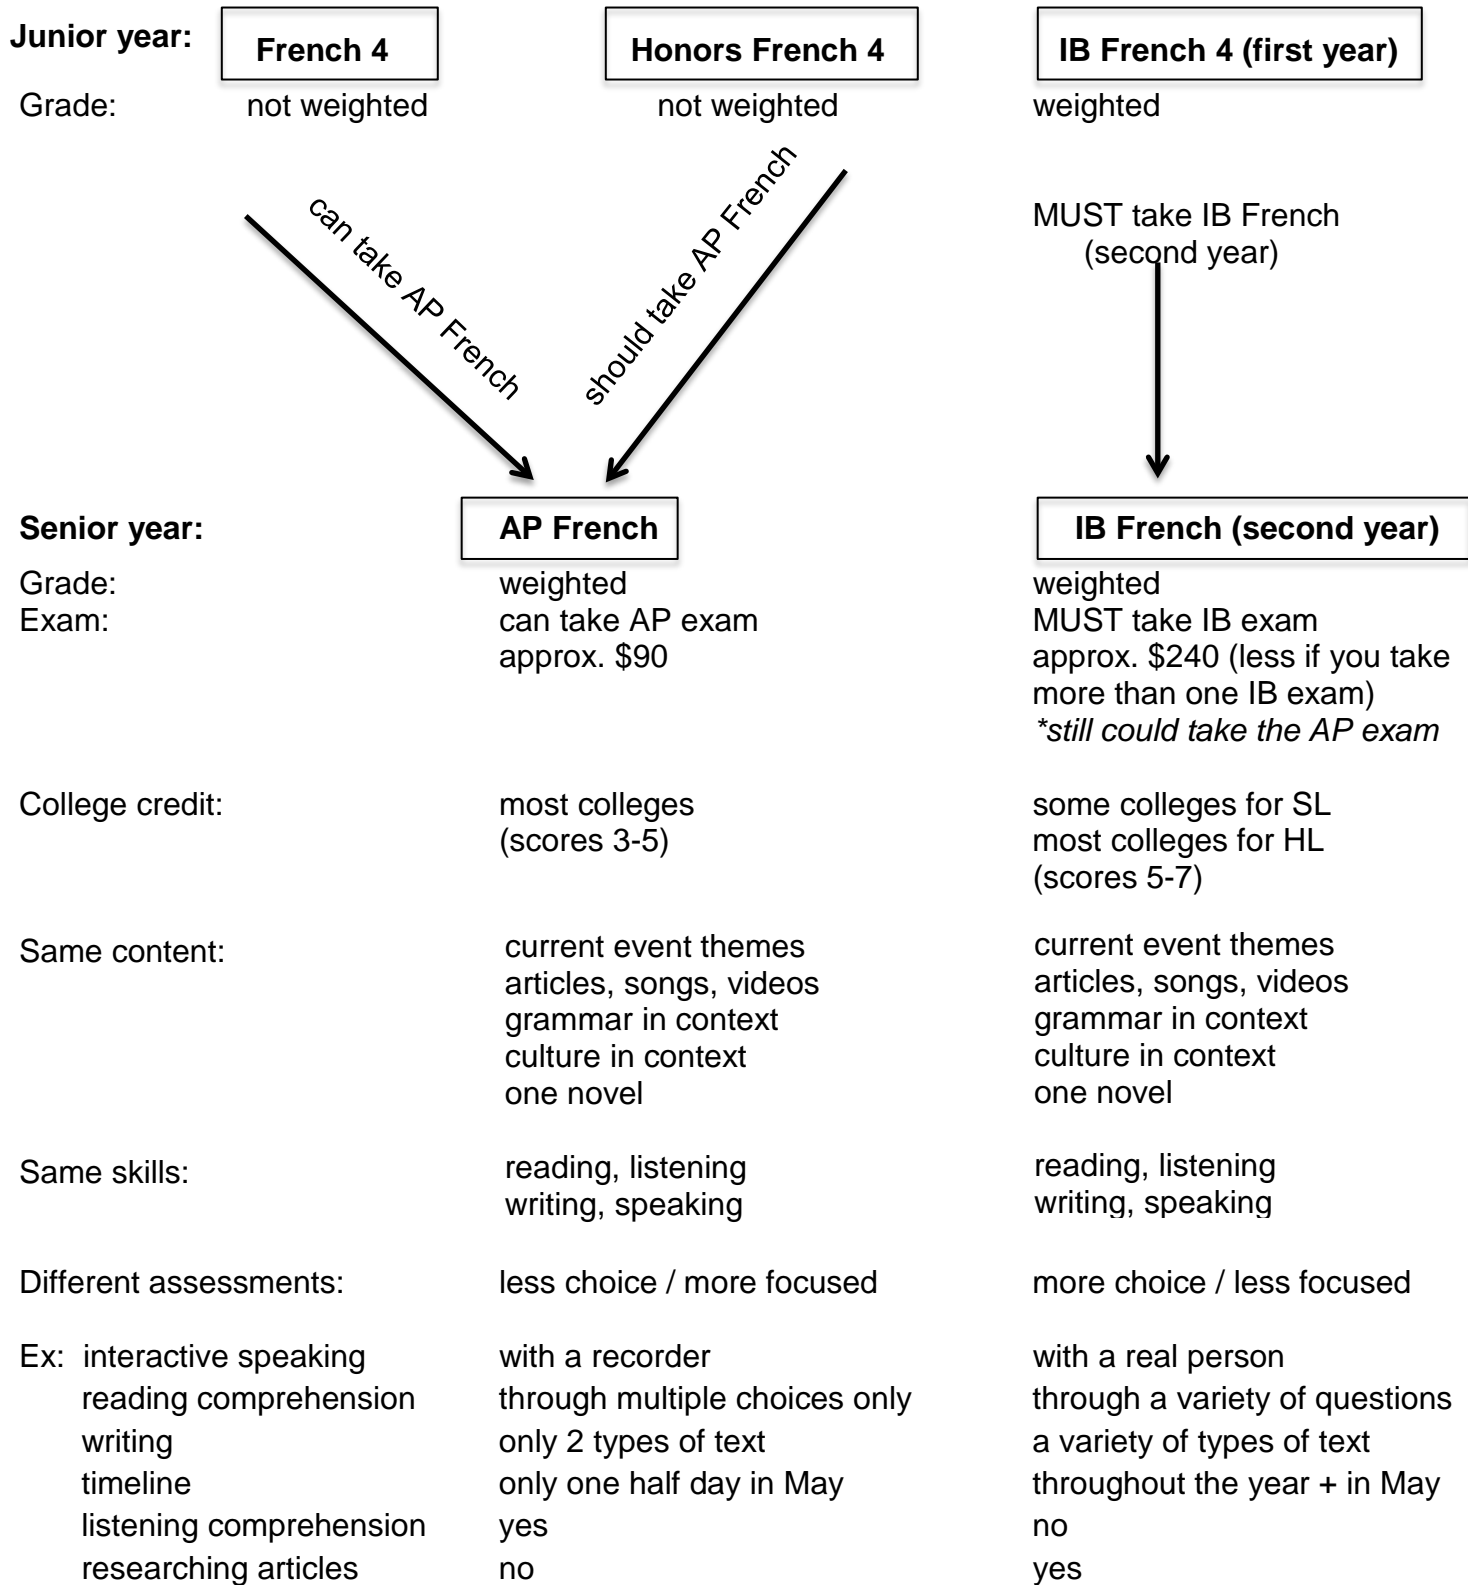 Junior year: French 4 Honors French 4 IB French 4 (first year)
Grade: not weighted not weighted weighted
can take AP French
should take AP French
MUST take IB French
(second year)
Senior year: AP French IB French (second year)
Grade: weighted weighted
Exam: can take AP exam MUST take IB exam
approx. $90 approx. $240 (less if you take
more than one IB exam)
*still could take the AP exam
College credit: most colleges some colleges for SL
(scores 3-5) most colleges for HL
(scores 5-7)
Same content: current event themes current event themes
articles, songs, videos articles, songs, videos
grammar in context grammar in context
culture in context culture in context
one novel one novel
Same skills: reading, listening reading, listening
writing, speaking writing, speaking
Different assessments: less choice / more focused more choice / less focused
Ex: interactive speaking with a recorder with a real person
reading comprehension through multiple choices only through a variety of questions
writing only 2 types of text a variety of types of text
timeline only one half day in May throughout the year + in May
listening comprehension yes no
researching articles no yes